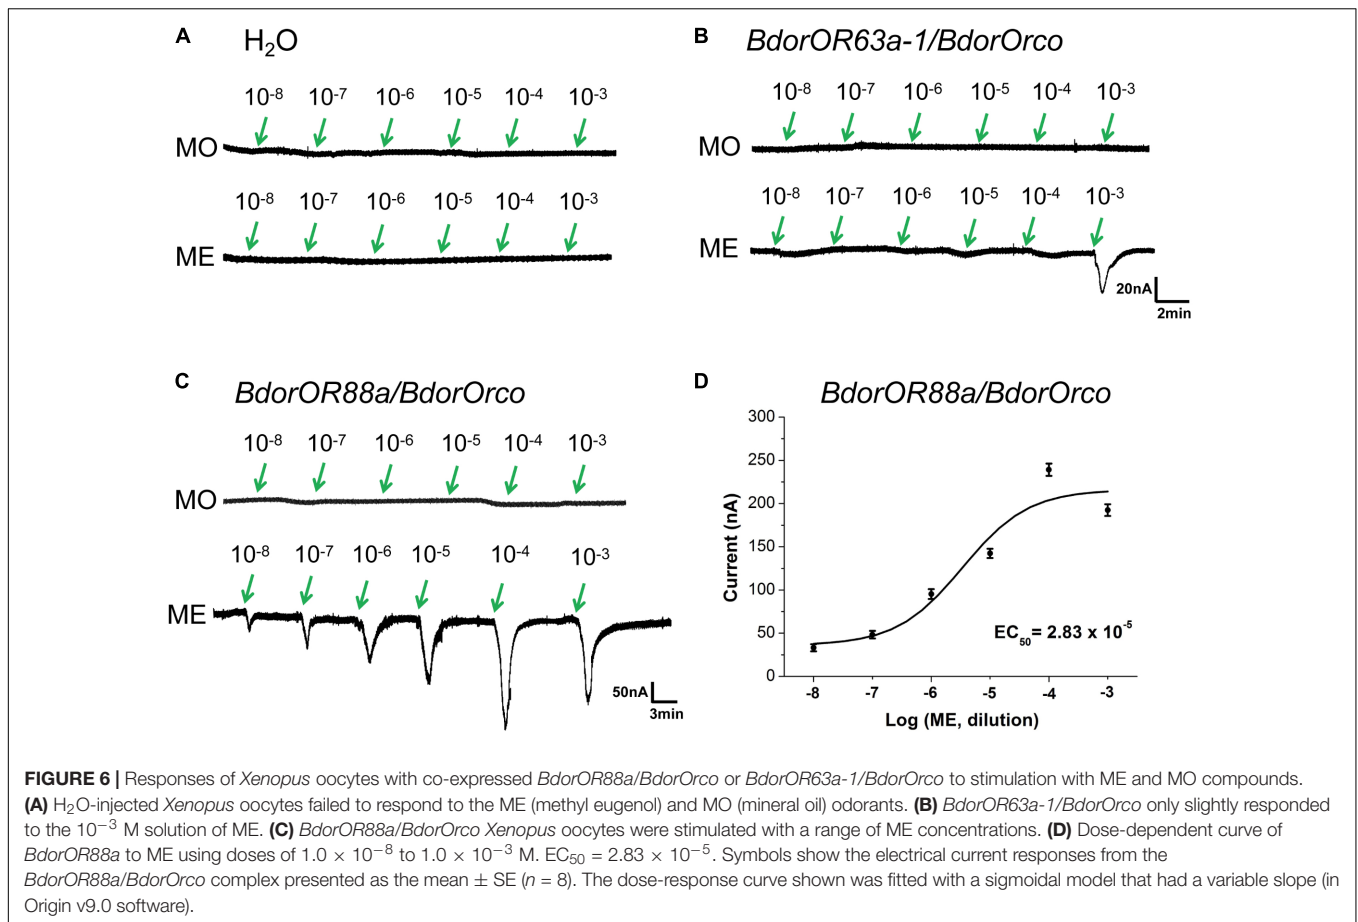 A
H2O
10-8 10-7 10-6 10-5 10-4 10-3
MO
10-8 10-7 10-6 10-5 10-4 10-3
ME
B
BdorOR63a-1/BdorOrco
10-8 10-7 10-6 10-5 10-4 10-3
MO
10-8 10-7 10-6 10-5 10-4 10-3
ME
20nA
2min
C
BdorOR88a/BdorOrco
10-8 10-7 10-6 10-5 10-4 10-3
MO
10-8 10-7 10-6 10-5 10-4 10-3
ME
50nA
3min
D
BdorOR88a/BdorOrco
300
250
200
150
100
50
0
Current (nA)
EC50= 2.83 x 10-5
-8 -7 -6 -5 -4 -3
Log (ME, dilution)
FIGURE 6 | Responses of Xenopus oocytes with co-expressed BdorOR88a/BdorOrco or BdorOR63a-1/BdorOrco to stimulation with ME and MO compounds.
(A) H2O-injected Xenopus oocytes failed to respond to the ME (methyl eugenol) and MO (mineral oil) odorants. (B) BdorOR63a-1/BdorOrco only slightly responded
to the 10−3 M solution of ME. (C) BdorOR88a/BdorOrco Xenopus oocytes were stimulated with a range of ME concentrations. (D) Dose-dependent curve of
BdorOR88a to ME using doses of 1.0 × 10−8 to 1.0 × 10−3 M. EC50 = 2.83 × 10−5. Symbols show the electrical current responses from the
BdorOR88a/BdorOrco complex presented as the mean ± SE (n = 8). The dose-response curve shown was fitted with a sigmoidal model that had a variable slope (in
Origin v9.0 software).